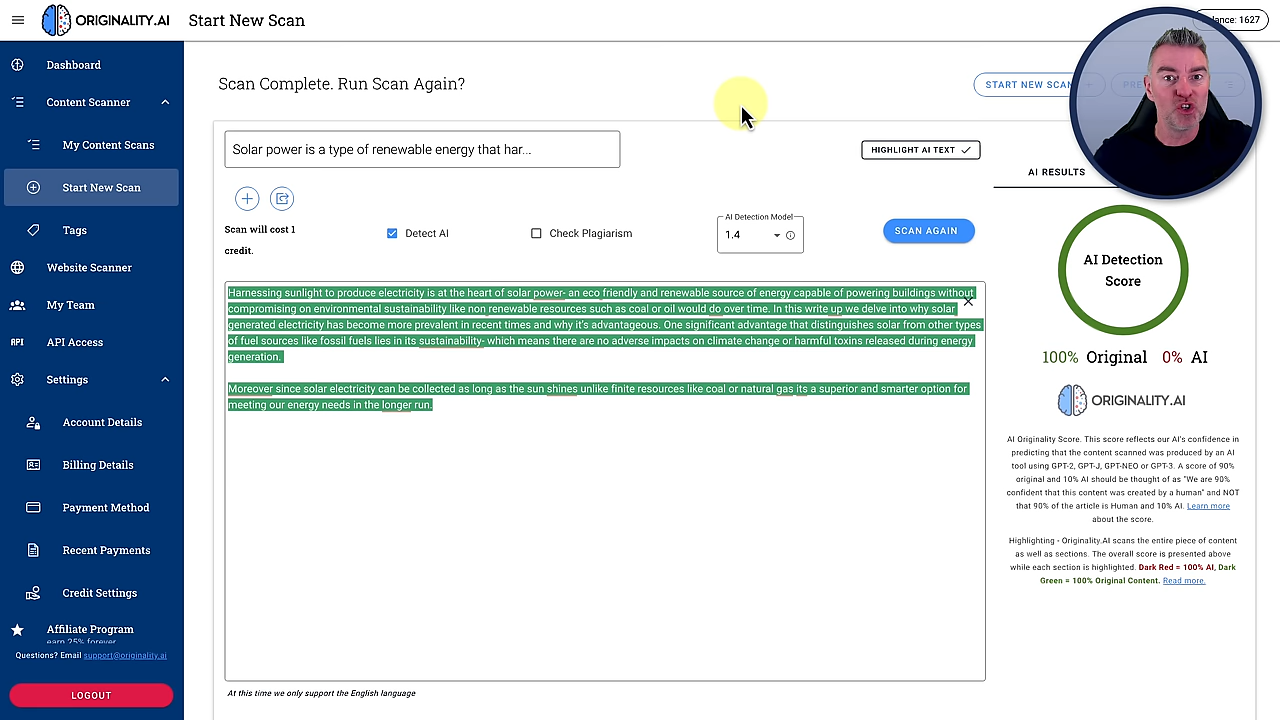 ORIGINALITY.AI
Start New Scan
Balance: 1627
Dashboard
Content Scanner
My Content Scans
Start New Scan
Tags
Website Scanner
My Team
API
API Access
Settings
Account Details
Billing Details
Payment Method
Recent Payments
Credit Settings
Affiliate Program
earn 25% forever
Questions? Email support@originality.ai
LOGOUT
Scan Complete. Run Scan Again?
START NEW SCAN
PRE
Solar power is a type of renewable energy that har...
HIGHLIGHT AI TEXT
Scan will cost 1
credit.
Detect AI
Check Plagiarism
AI Detection Model
1.4
SCAN AGAIN
Harnessing sunlight to produce electricity is at the heart of solar power- an eco friendly and renewable source of energy capable of powering buildings without
compromising on environmental sustainability like non renewable resources such as coal or oil would do over time. In this write up we delve into why solar
generated electricity has become more prevalent in recent times and why it's advantageous. One significant advantage that distinguishes solar from other types
of fuel sources like fossil fuels lies in its sustainability- which means there are no adverse impacts on climate change or harmful toxins released during energy
generation.
Moreover since solar electricity can be collected as long as the sun shines unlike finite resources like coal or natural gas its a superior and smarter option for
meeting our energy needs in the longer run.
At this time we only support the English language
AI RESULTS
AI Detection
Score
100% Original 0% AI
ORIGINALITY.AI
AI Originality Score. This score reflects our AI's confidence in
predicting that the content scanned was produced by an AI
tool using GPT-2, GPT-J, GPT-NEO or GPT-3. A score of 90%
original and 10% AI should be thought of as "We are 90%
confident that this content was created by a human" and NOT
that 90% of the article is Human and 10% AI. Learn more
about the score.
Highlighting - Originality.AI scans the entire piece of content
as well as sections. The overall score is presented above
while each section is highlighted. Dark Red = 100% AI, Dark
Green = 100% Original Content. Read more.